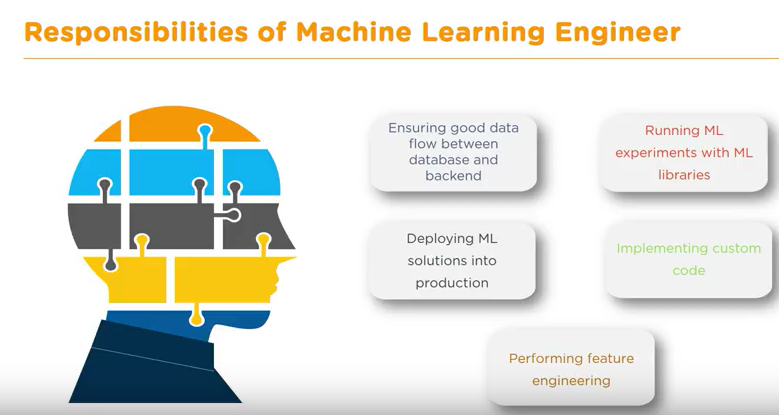 Responsibilities of Machine Learning Engineer
Ensuring good data
flow between
database and
backend
Running ML
experiments with ML
libraries
Deploying ML
solutions into
production
Implementing custom
code
Performing feature
engineering